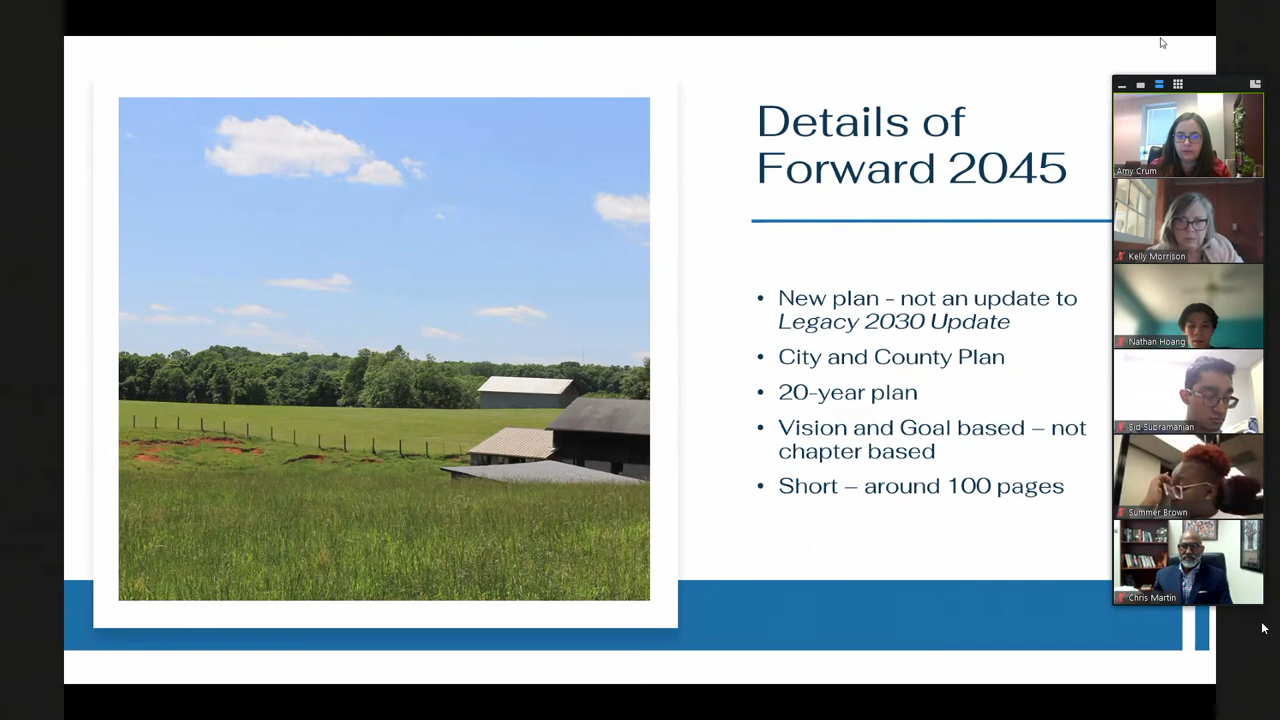 Details of
Forward 2045
• New plan - not an update to
Legacy 2030 Update
• City and County Plan
• 20-year plan
• Vision and Goal based – not
chapter based
• Short – around 100 pages
Amy Crum
Kelly Morrison
Nathan Hoang
Sid Subramanian
Summer Brown
Chris Martin